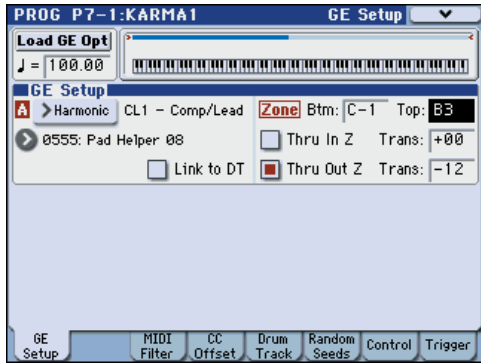 PROG P7-1:KARMA1 GE Setup
Load GE Opt
♩= 100.00
GE Setup
A >Harmonic CL1 - Comp/Lead Zone Btm: C-1 Top: B3
0555: Pad Helper 08 Thru In Z Trans: +00
Link to DT Thru Out Z Trans: -12
GE Setup MIDI Filter CC Offset Drum Track Random Seeds Control Trigger